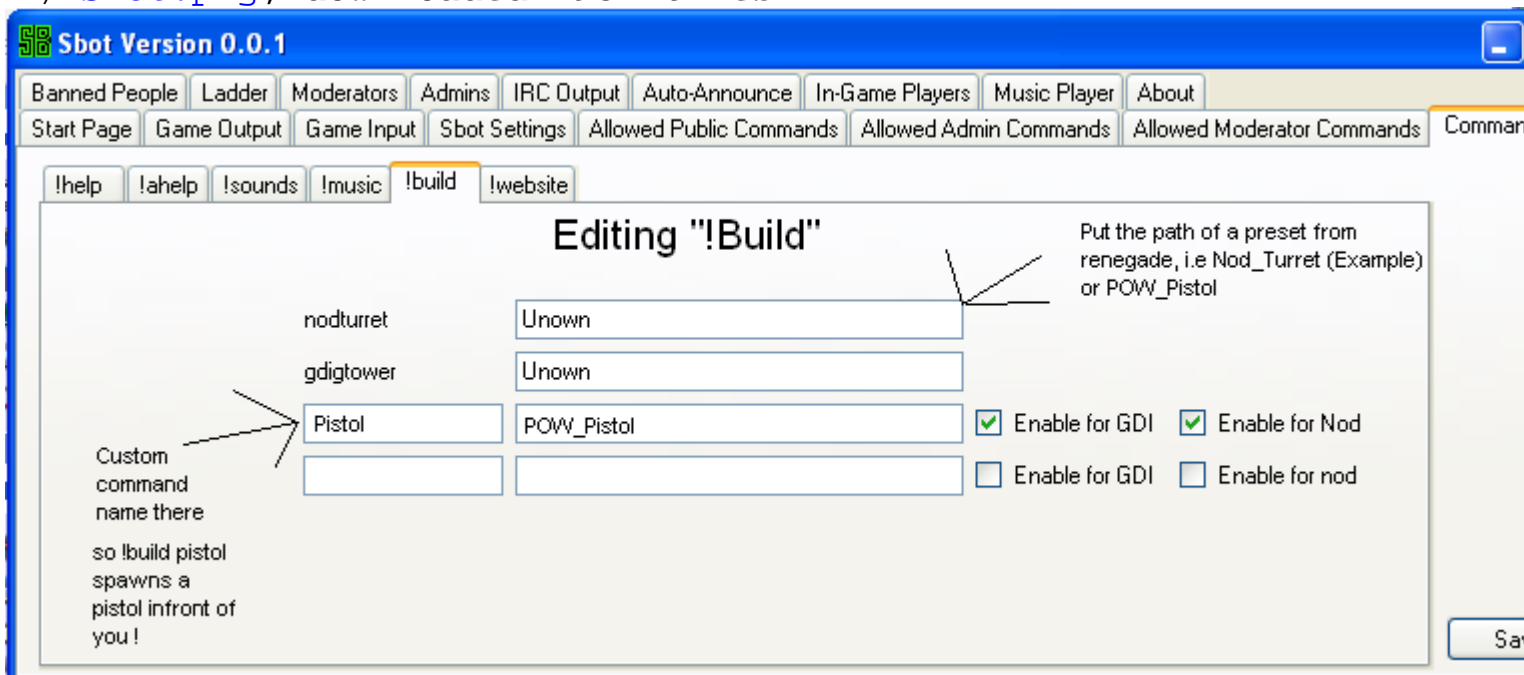 Sbot Version 0.0.1
Banned People Ladder Moderators Admins IRC Output Auto-Announce In-Game Players Music Player About
Start Page Game Output Game Input Sbot Settings Allowed Public Commands Allowed Admin Commands Allowed Moderator Commands
!help !ahelp !sounds !music !build !website
Editing "!Build"
Put the path of a preset from
renegade, i.e Nod_Turret (Example)
or POW_Pistol
nodturret Unown
gdigtower Unown
Pistol POW_Pistol Enable for GDI Enable for Nod
Enable for GDI Enable for nod
Custom
command
name there
so !build pistol
spawns a
pistol infront of
you !